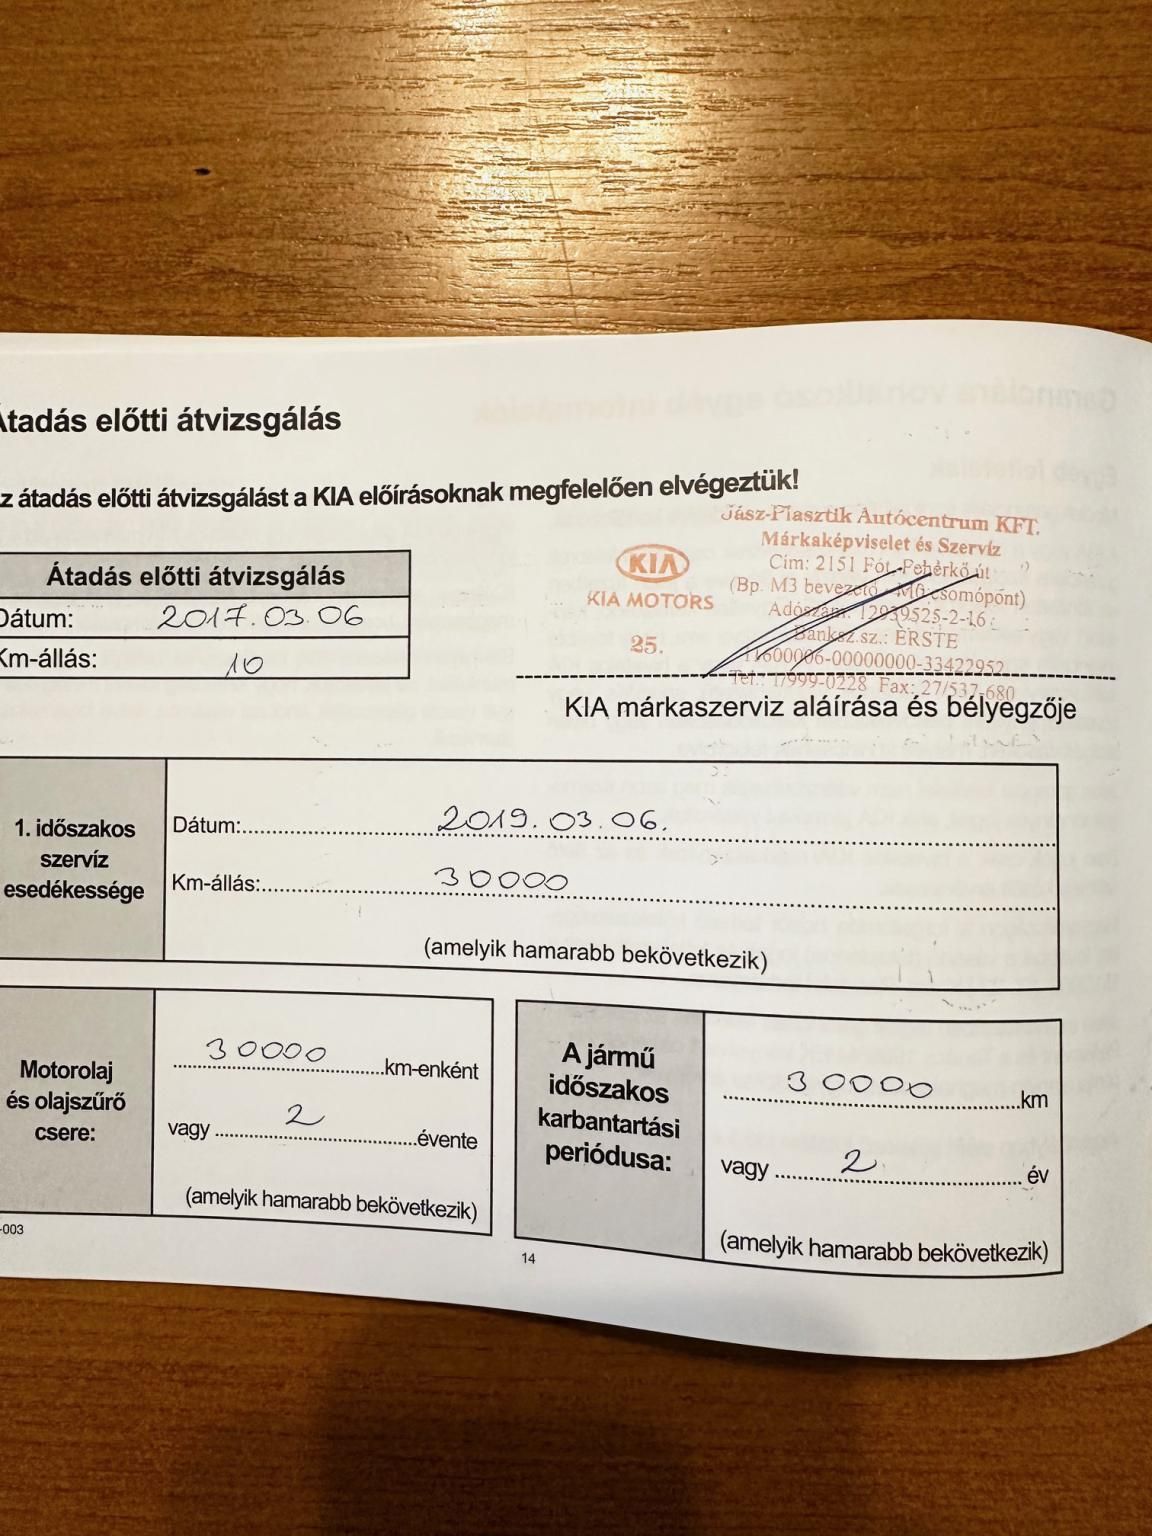 Átadás előtti átvizsgálás
z átadás előtti átvizsgálást a KIA előírásoknak megfelelően elvégeztük!
Átadás előtti átvizsgálás
Dátum: 2017.03.06
Km-állás: 10
KIA
KIA MOTORS
25.
Jász-Plasztik Autócentrum KFT.
Márkaképviselet és Szervíz
Cím: 2151 Fót, Fehérkő út
(Bp. M3 bevezető - M0 csomópont)
Adószám: 12939525-2-16
Banksz.sz.: ERSTE
11600006-00000000-33422952
Tel.: 1/999-0228 Fax: 27/537-680
KIA márkaszerviz aláírása és bélyegzője
1. időszakos
szervíz
esedékessége
Dátum: 2019.03.06.
Km-állás: 30000
(amelyik hamarabb bekövetkezik)
Motorolaj
és olajszűrő
csere:
30000 km-enként
vagy 2 évente
(amelyik hamarabb bekövetkezik)
A jármű
időszakos
karbantartási
periódusa:
30000 km
vagy 2 év
(amelyik hamarabb bekövetkezik)
-003
14